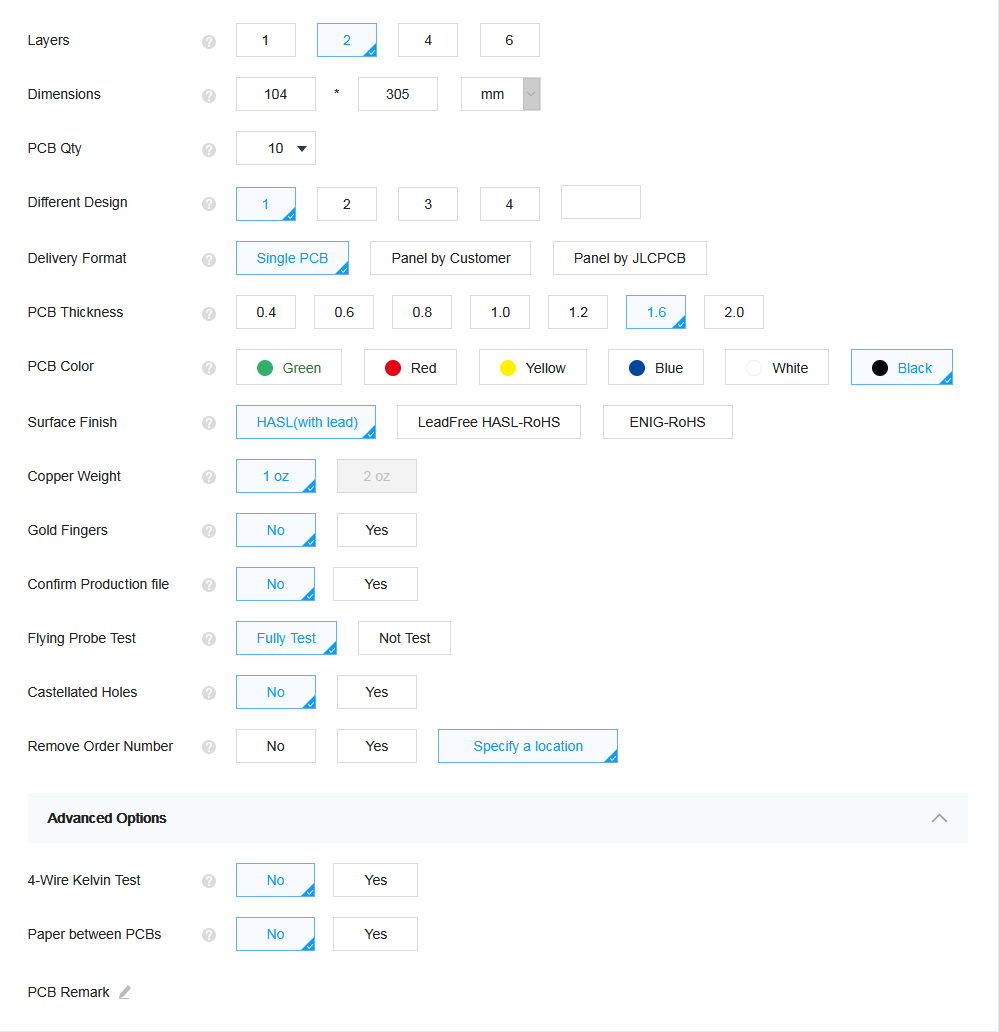 Layers ? 1 2 4 6
Dimensions ? 104 * 305 mm
PCB Qty ? 10
Different Design ? 1 2 3 4
Delivery Format ? Single PCB Panel by Customer Panel by JLCPCB
PCB Thickness ? 0.4 0.6 0.8 1.0 1.2 1.6 2.0
PCB Color ? Green Red Yellow Blue White Black
Surface Finish ? HASL(with lead) LeadFree HASL-RoHS ENIG-RoHS
Copper Weight ? 1 oz 2 oz
Gold Fingers ? No Yes
Confirm Production file ? No Yes
Flying Probe Test ? Fully Test Not Test
Castellated Holes ? No Yes
Remove Order Number ? No Yes Specify a location
Advanced Options
4-Wire Kelvin Test ? No Yes
Paper between PCBs ? No Yes
PCB Remark